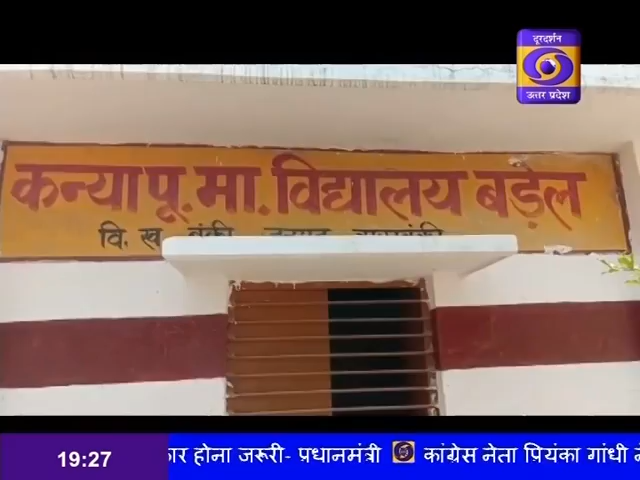 दूरदर्शन
उत्तर प्रदेश
कन्या पू. मा. विद्यालय बड़ेल
वि. ख.
19:27
कार होना जरूरी- प्रधानमंत्री कांग्रेस नेता प्रियंका गांधी ने